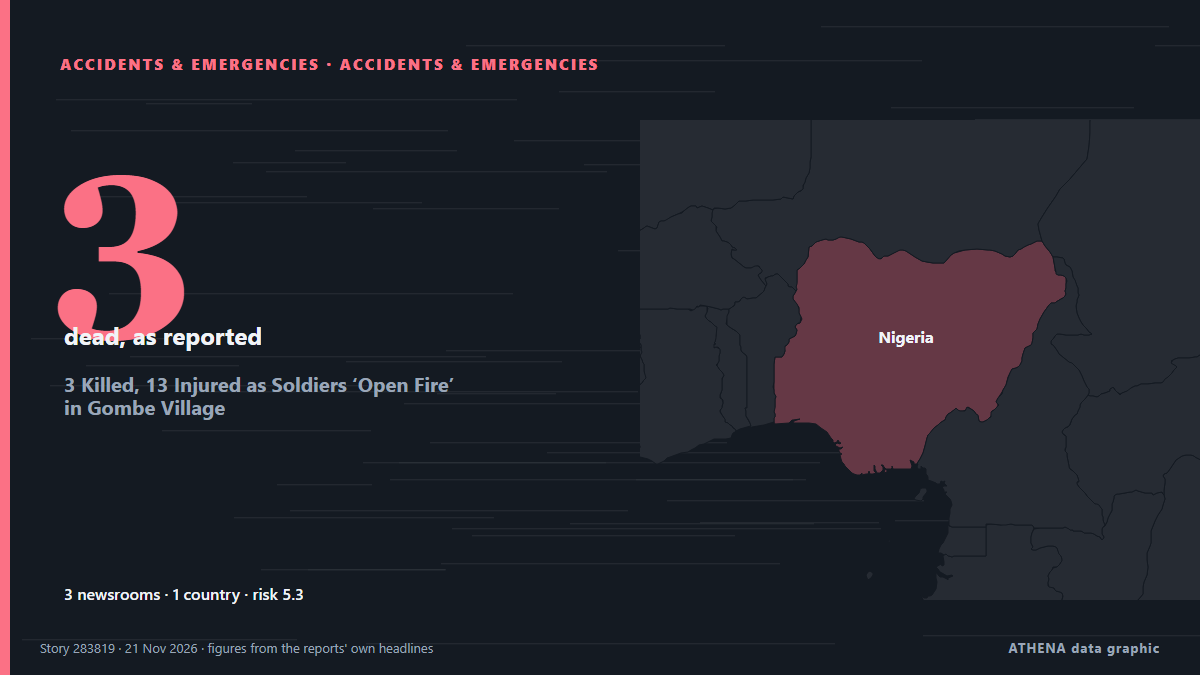 ACCIDENTS & EMERGENCIES · ACCIDENTS & EMERGENCIES
3
dead, as reported
3 Killed, 13 Injured as Soldiers ‘Open Fire’
in Gombe Village
Nigeria
3 newsrooms · 1 country · risk 5.3
Story 283819 · 21 Nov 2026 · figures from the reports' own headlines
ATHENA data graphic